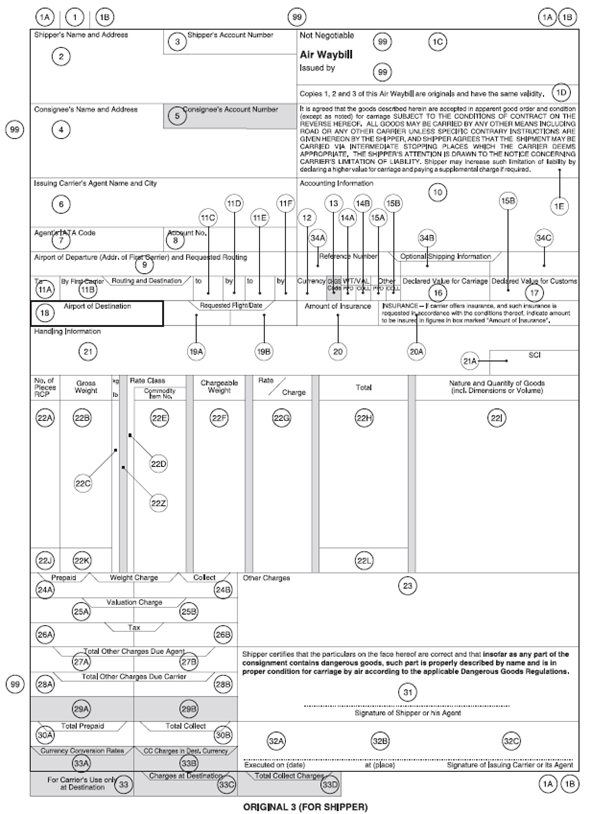 1A 1 1B 99 1A 1B
Shipper's Name and Address
3 Shipper's Account Number
Not Negotiable 99 1C
2
Air Waybill
Issued by 99
Copies 1, 2 and 3 of this Air Waybill are originals and have the same validity. 1D
Consignee's Name and Address
5 Consignee's Account Number
99
4
It is agreed that the goods described herein are accepted in apparent good order and condition
(except as noted) for carriage SUBJECT TO THE CONDITIONS OF CONTRACT ON THE
REVERSE HEREOF. ALL GOODS MAY BE CARRIED BY ANY OTHER MEANS INCLUDING
ROAD OR ANY OTHER CARRIER UNLESS SPECIFIC CONTRARY INSTRUCTIONS ARE
GIVEN HEREON BY THE SHIPPER, AND SHIPPER AGREES THAT THE SHIPMENT MAY BE
CARRIED VIA INTERMEDIATE STOPPING PLACES WHICH THE CARRIER DEEMS
APPROPRIATE. THE SHIPPER'S ATTENTION IS DRAWN TO THE NOTICE CONCERNING
CARRIER'S LIMITATION OF LIABILITY. Shipper may increase such limitation of liability by
declaring a higher value for carriage and paying a supplemental charge if required.
Issuing Carrier's Agent Name and City
Accounting Information
6 10
11C 11D 11E 11F 12 13 14A 14B 15A 15B 15B 1E
Agent's IATA Code
7
Account No.
8
34A 34B 34C
Airport of Departure (Addr. of First Carrier) and Requested Routing
9
Reference Number
Optional Shipping Information
To
11A
By First Carrier
11B
Routing and Destination
to by to by
Currency
CHGS
Code
WT/VAL
PPD COLL
Other
PPD COLL
Declared Value for Carriage
16
Declared Value for Customs
17
18 Airport of Destination
Requested Flight/Date
Amount of Insurance
INSURANCE – If carrier offers insurance, and such insurance is
requested in accordance with the conditions thereof, indicate amount
to be insured in figures in box marked "Amount of Insurance".
Handling Information
21 19A 19B 20 20A
21A SCI
No. of
Pieces
RCP
Gross
Weight
kg
lb
Rate Class
Commodity
Item No.
Chargeable
Weight
Rate
Charge
Total
Nature and Quantity of Goods
(incl. Dimensions or Volume)
22A 22B 22E 22F 22G 22H 22I
22D
22C
22Z
22J 22K 22L
Prepaid Weight Charge Collect
24A 24B
Other Charges
23
Valuation Charge
25A 25B
Tax
26A 26B
Total Other Charges Due Agent
27A 27B
Total Other Charges Due Carrier
28A 28B
99
29A 29B
Shipper certifies that the particulars on the face hereof are correct and that insofar as any part of the
consignment contains dangerous goods, such part is properly described by name and is in
proper condition for carriage by air according to the applicable Dangerous Goods Regulations.
31
Signature of Shipper or his Agent
Total Prepaid Total Collect
30A 30B
32A 32B 32C
Currency Conversion Rates
33A
CC Charges in Dest. Currency
33B
Executed on (date) at (place) Signature of Issuing Carrier or its Agent
For Carrier's Use only
at Destination 33
Charges at Destination
33C
Total Collect Charges
33D
1A 1B
ORIGINAL 3 (FOR SHIPPER)